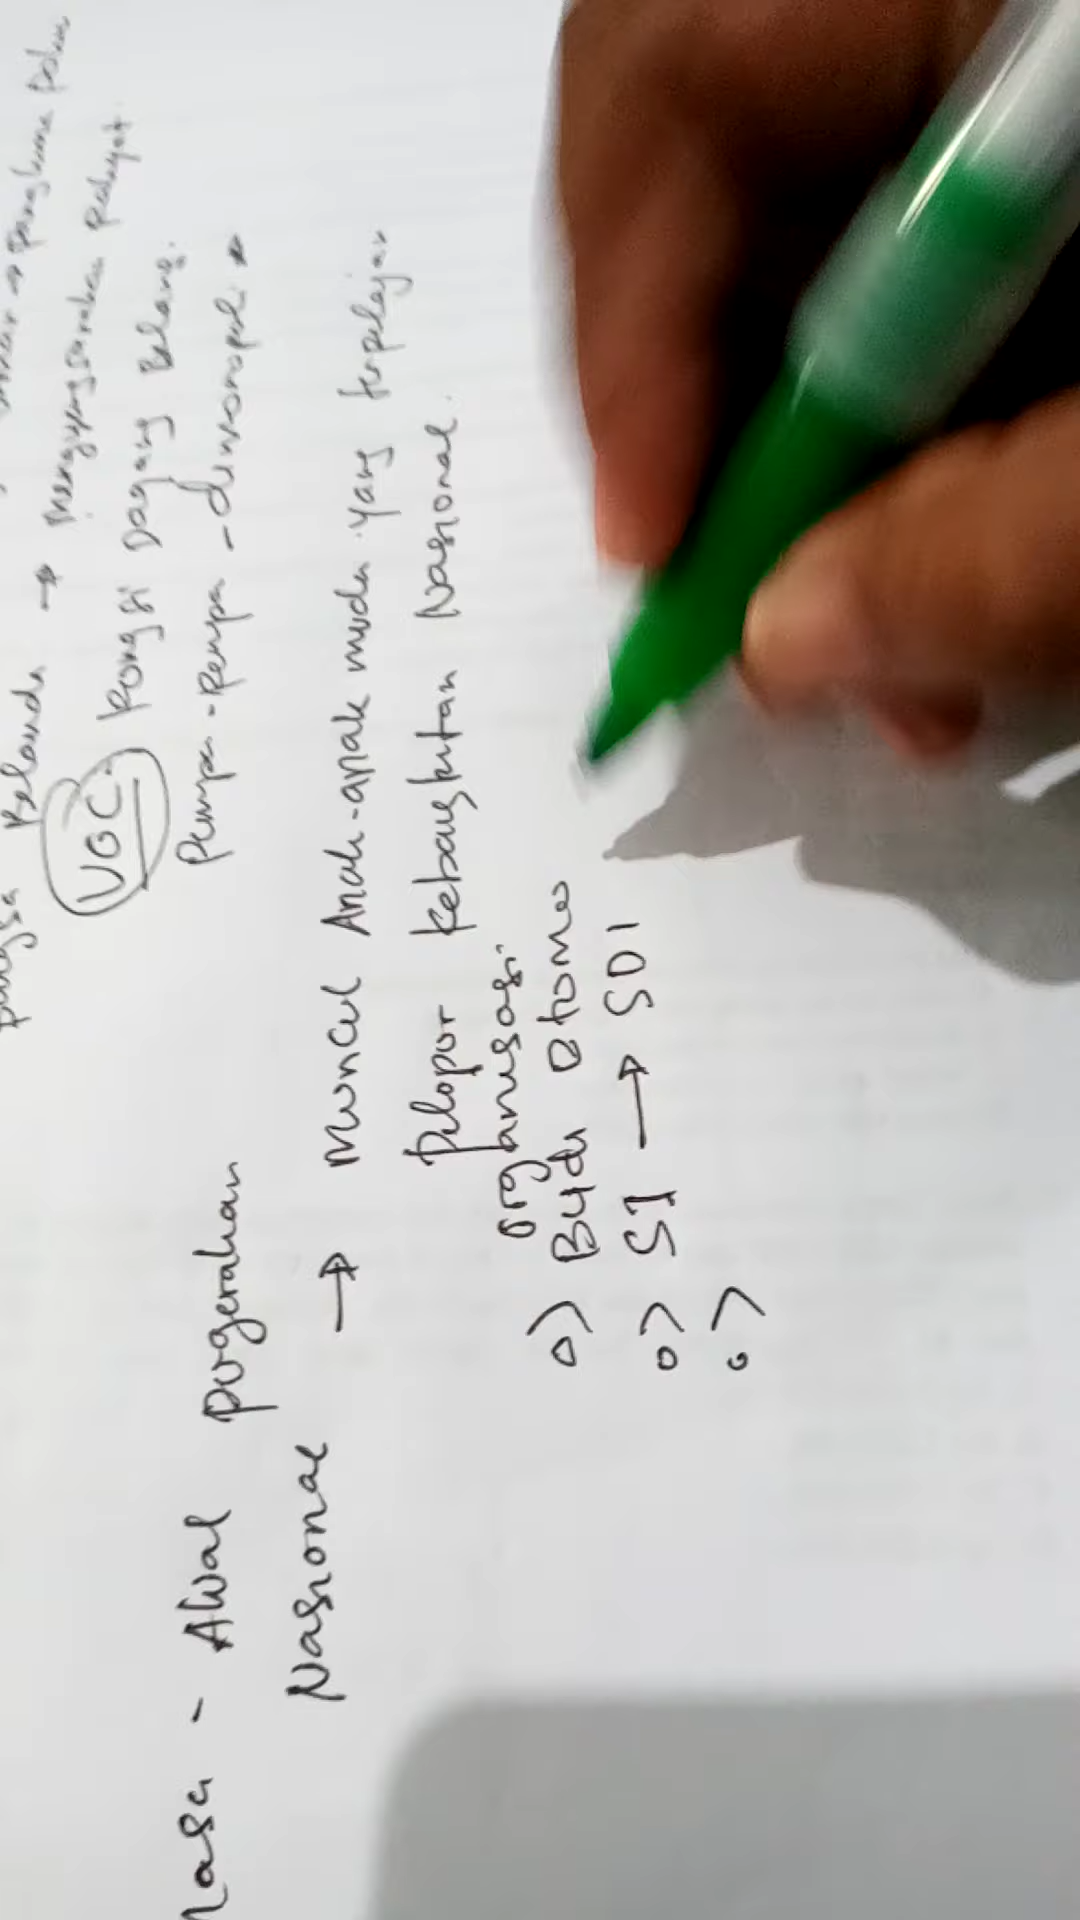 Belanda → menyengsarakan rakyat.
VOC. Kongsi Dagang Belanda.
Rempa-Rempa - dimonopoli
Masa - Awal pergerakan
Nasional → Muncul Anak-anak muda yang terpelajar
Pelopor Kebangkitan Nasional.
organisasi.
o> Budi Otomo
o> SI → SDI
o>